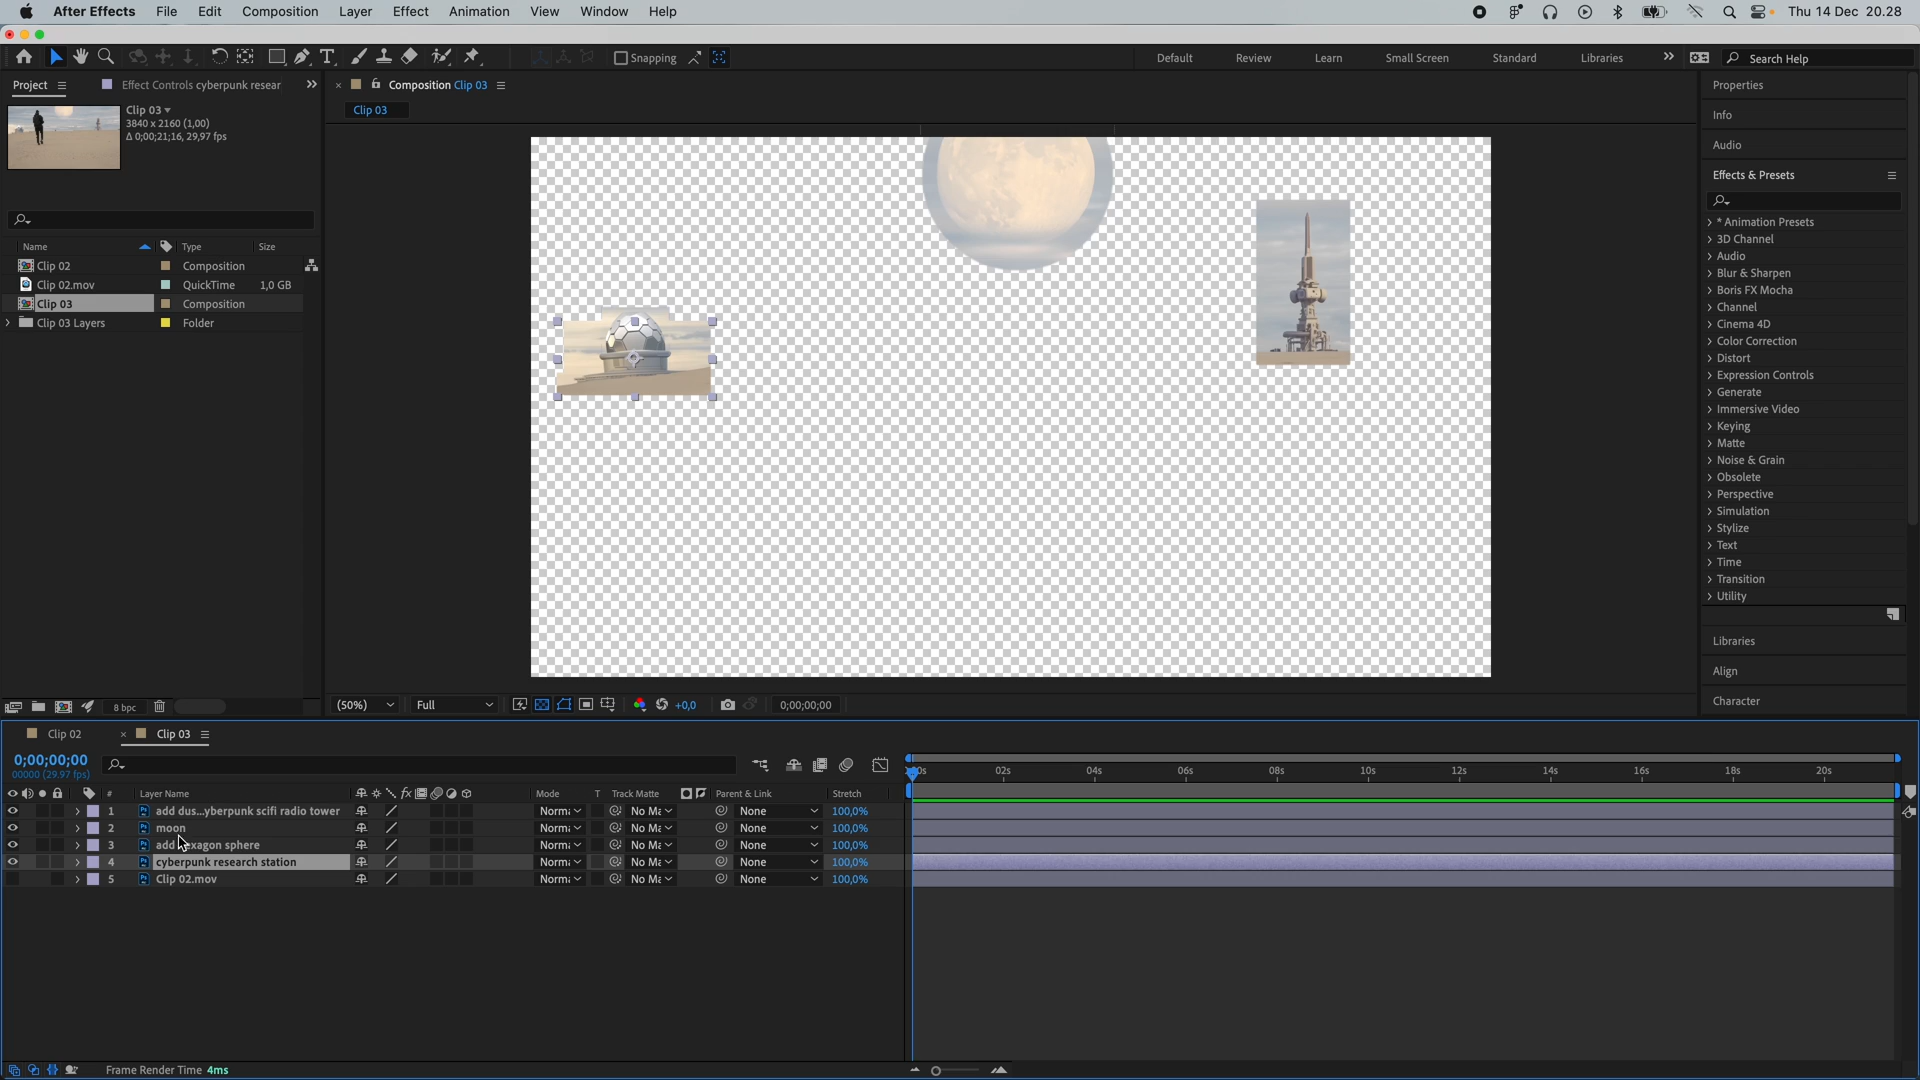 After Effects File Edit Composition Layer Effect Animation View Window Help Thu 14 Dec 20.28
Snapping Default Review Learn Small Screen Standard Libraries Search Help
Project Effect Controls cyberpunk resear Composition Clip 03 Properties
Clip 03
3840 x 2160 (1,00)
Δ 0;00;21;16, 29,97 fps
Clip 03
Info
Audio
Effects & Presets
* Animation Presets
3D Channel
Audio
Blur & Sharpen
Boris FX Mocha
Channel
Cinema 4D
Color Correction
Distort
Expression Controls
Generate
Immersive Video
Keying
Matte
Noise & Grain
Obsolete
Perspective
Simulation
Stylize
Text
Time
Transition
Utility
Libraries
Align
Character
Name Type Size
Clip 02 Composition
Clip 02.mov QuickTime 1,0 GB
Clip 03 Composition
Clip 03 Layers Folder
8 bpc (50%) Full +0,0 0;00;00;00
Clip 02 Clip 03
0;00;00;00
00000 (29.97 fps)
02s 04s 06s 08s 10s 12s 14s 16s 18s 20s
# Layer Name Mode T Track Matte Parent & Link Stretch
1 add dus...yberpunk scifi radio tower Norma No Ma None 100,0%
2 moon Norma No Ma None 100,0%
3 add exagon sphere Norma No Ma None 100,0%
4 cyberpunk research station Norma No Ma None 100,0%
5 Clip 02.mov Norma No Ma None 100,0%
Frame Render Time 4ms